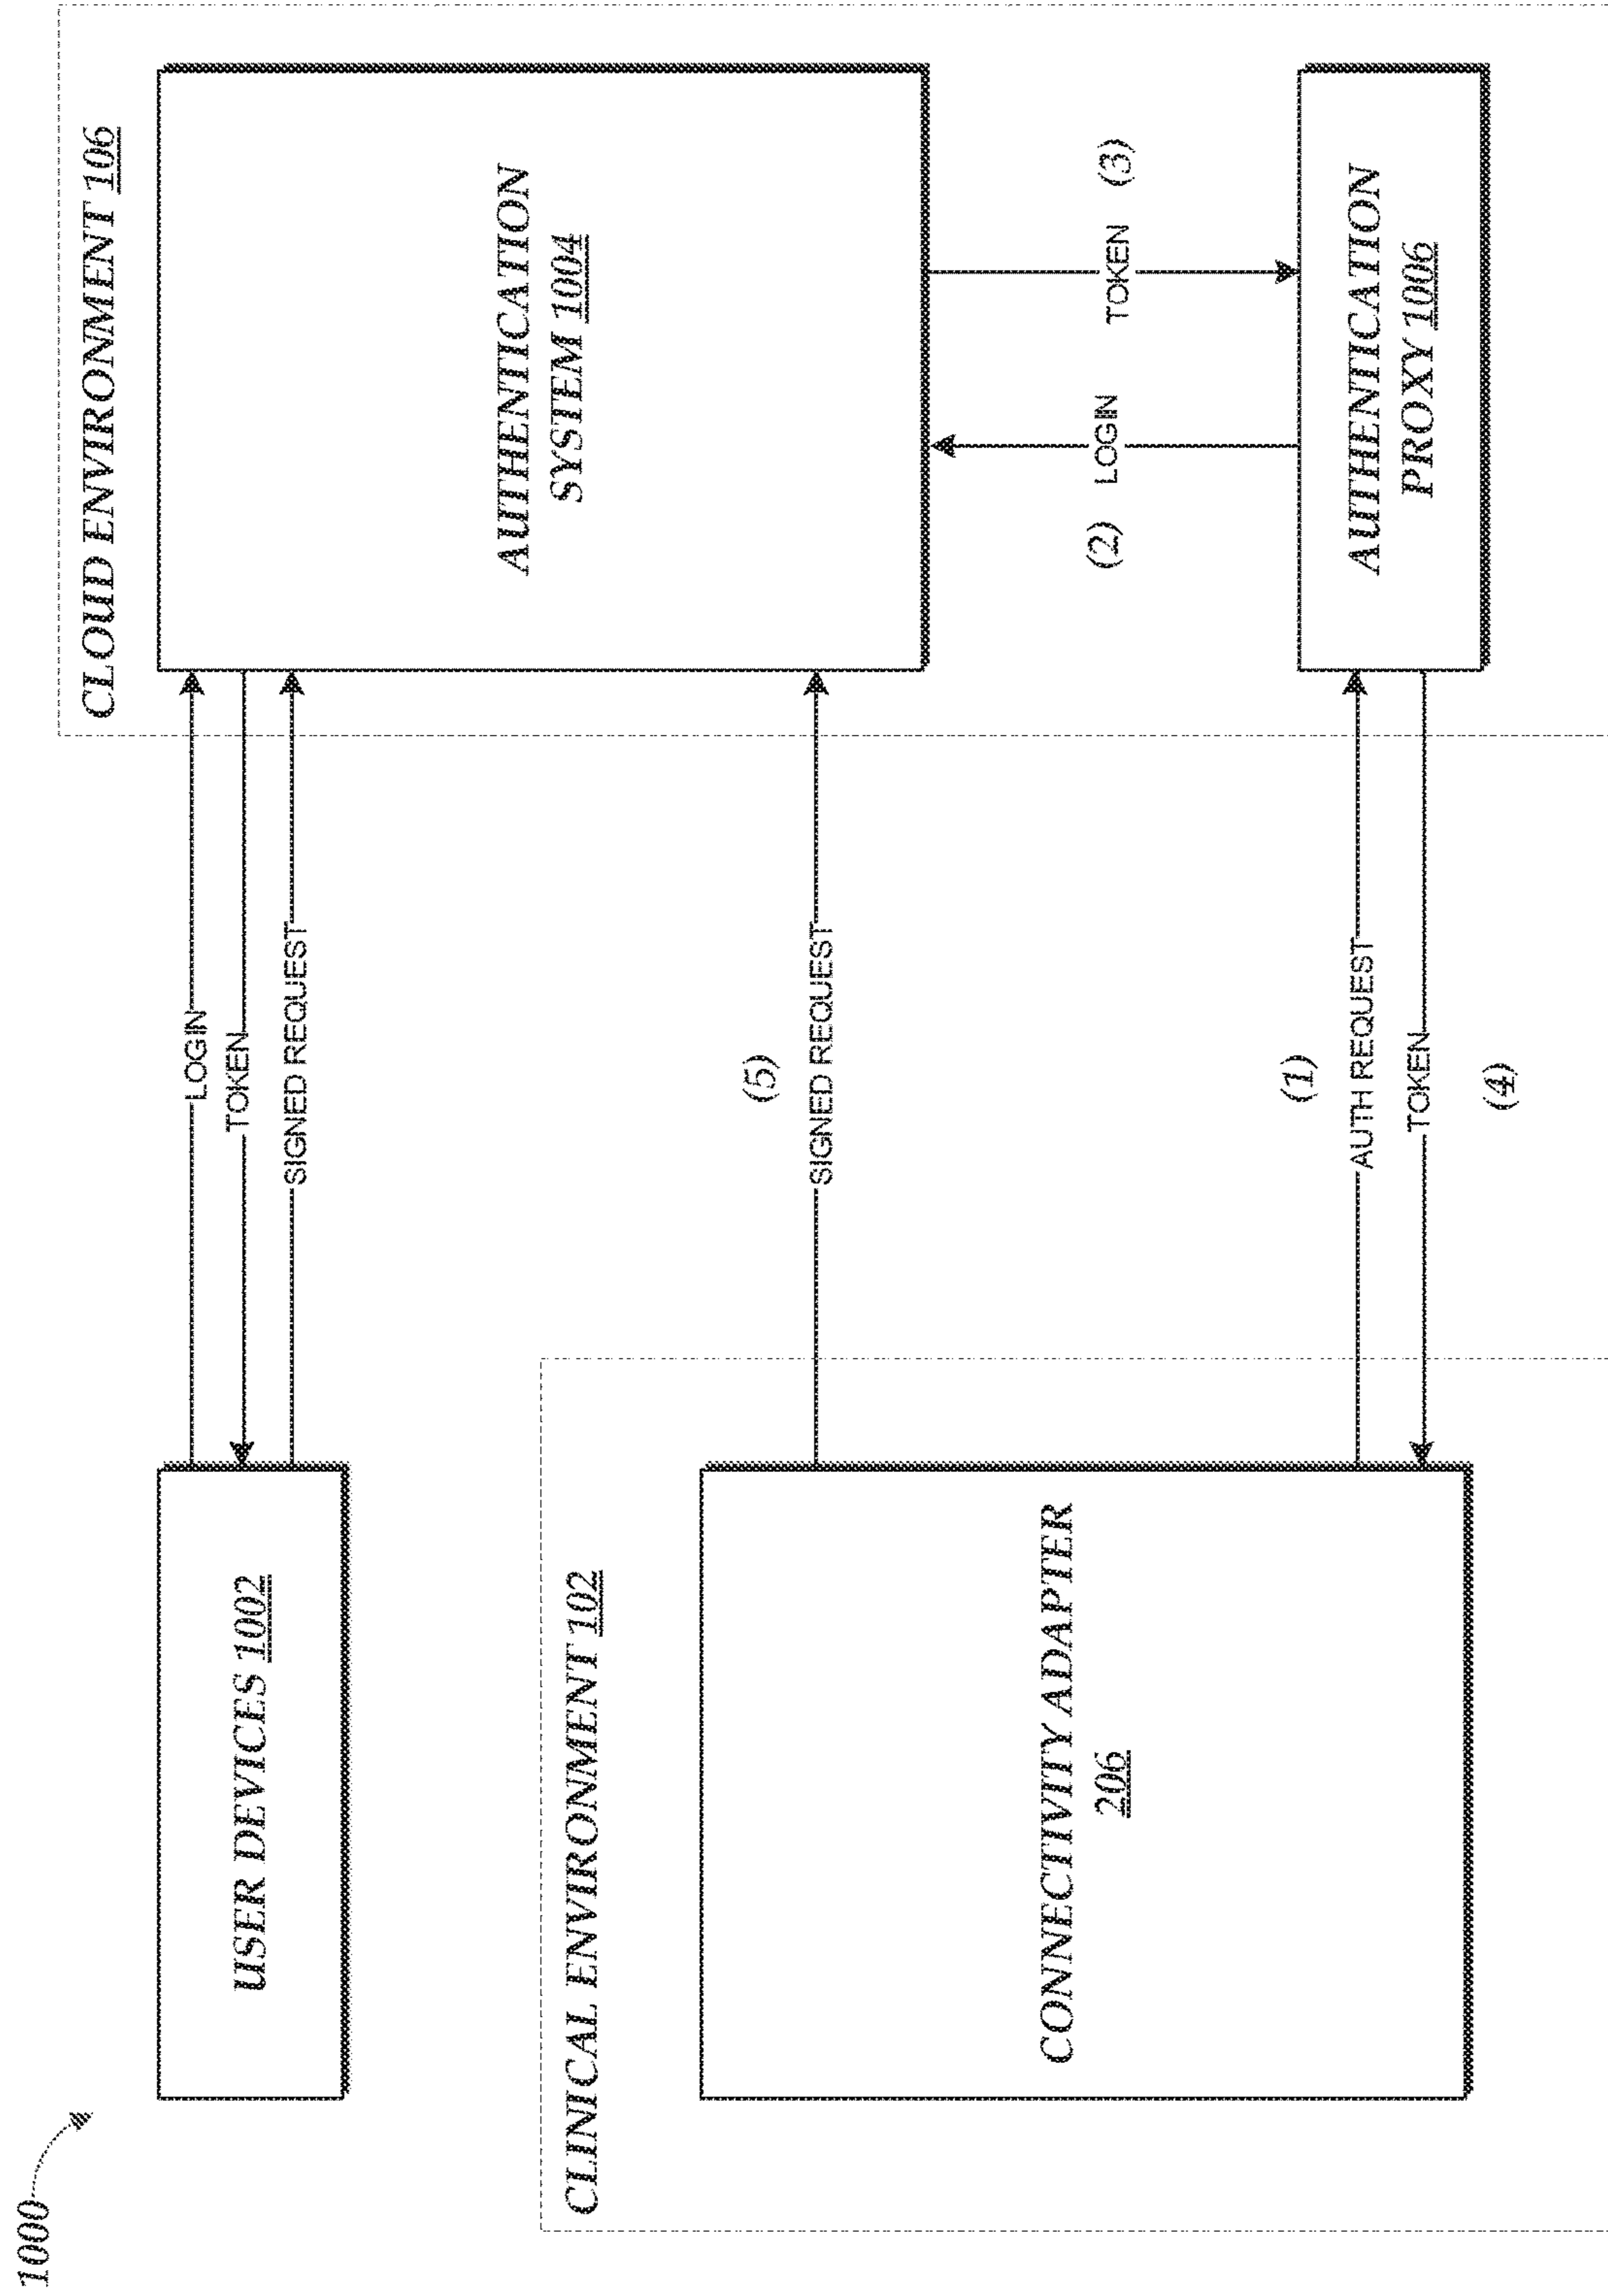 1000
USER DEVICES 1002
LOGIN
TOKEN
SIGNED REQUEST
CLOUD ENVIRONMENT 106
AUTHENTICATION
SYSTEM 1004
CLINICAL ENVIRONMENT 102
CONNECTIVITY ADAPTER
206
(5)
SIGNED REQUEST
(1)
AUTH REQUEST
TOKEN
(4)
(2)
LOGIN
TOKEN
(3)
AUTHENTICATION
PROXY 1006